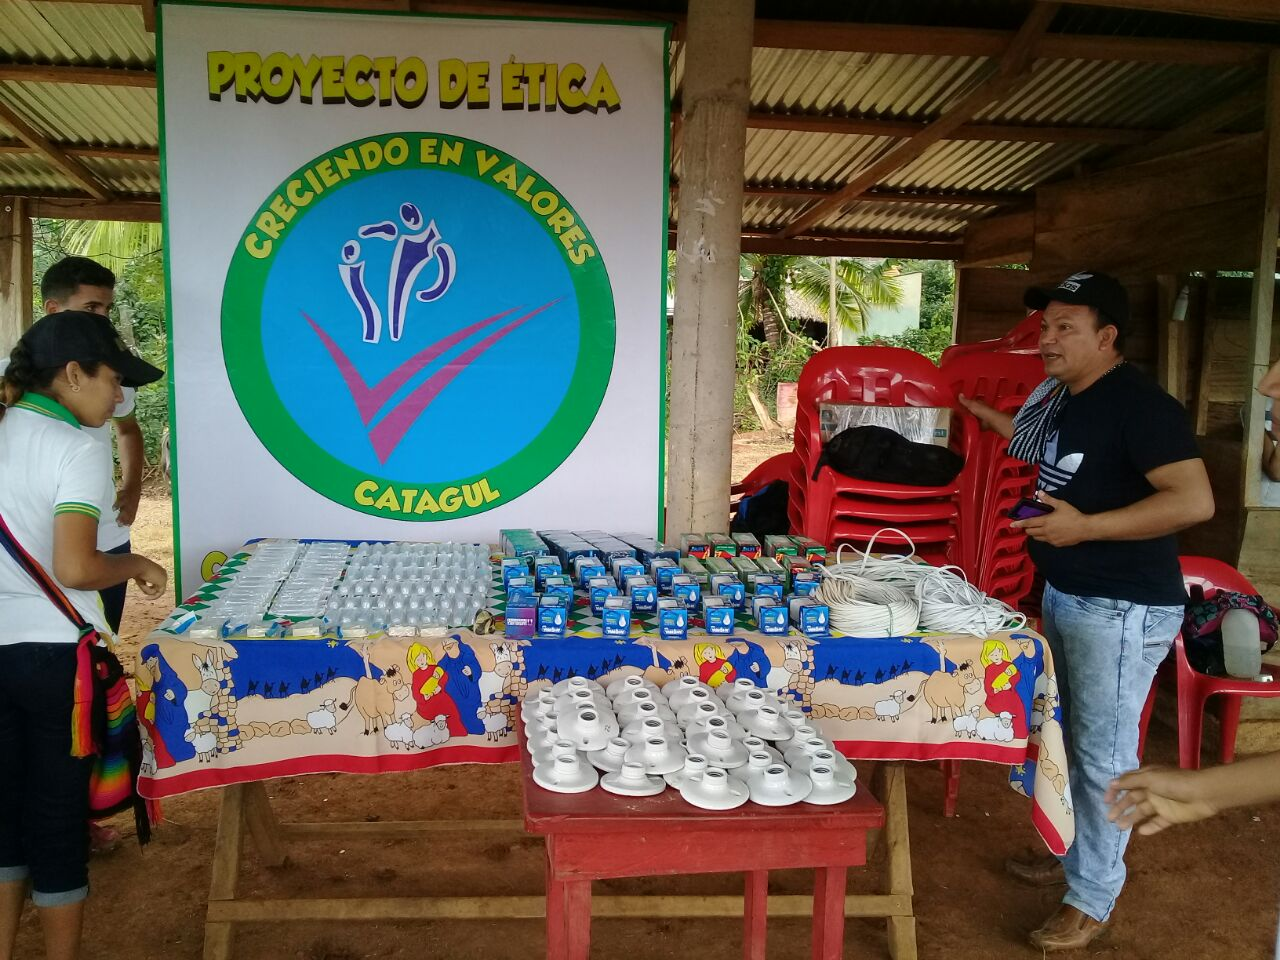 PROYECTO DE ÉTICA
CRECIENDO EN VALORES
CATAGUL